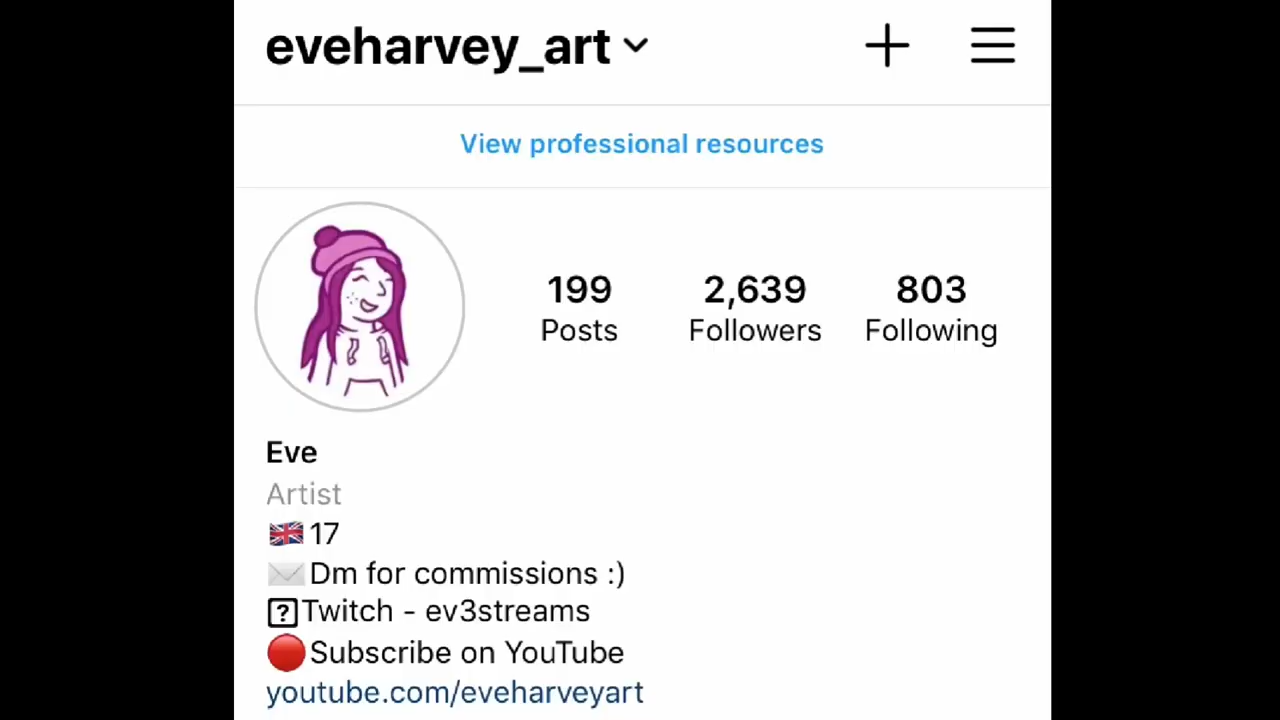 eveharvey_art
View professional resources
199 2,639 803
Posts Followers Following
Eve
Artist
🇬🇧17
✉️Dm for commissions :)
⍰Twitch - ev3streams
🔴Subscribe on YouTube
youtube.com/eveharveyart